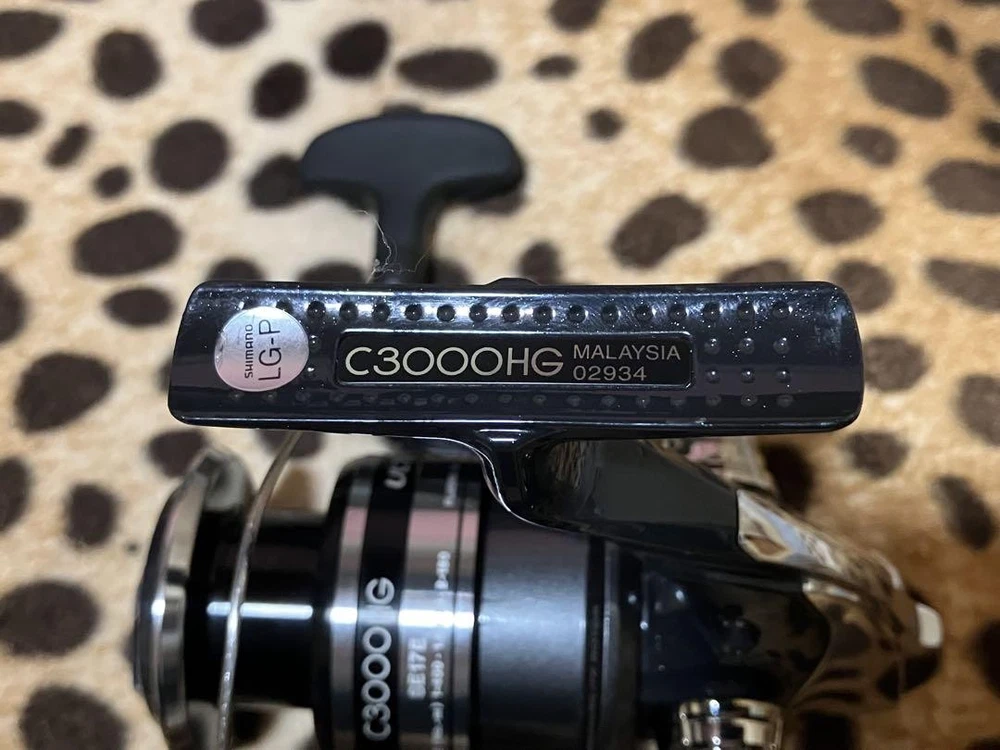 SHIMANO
LG-P
C3000HG
MALAYSIA
02934
C3000HG
SE17E